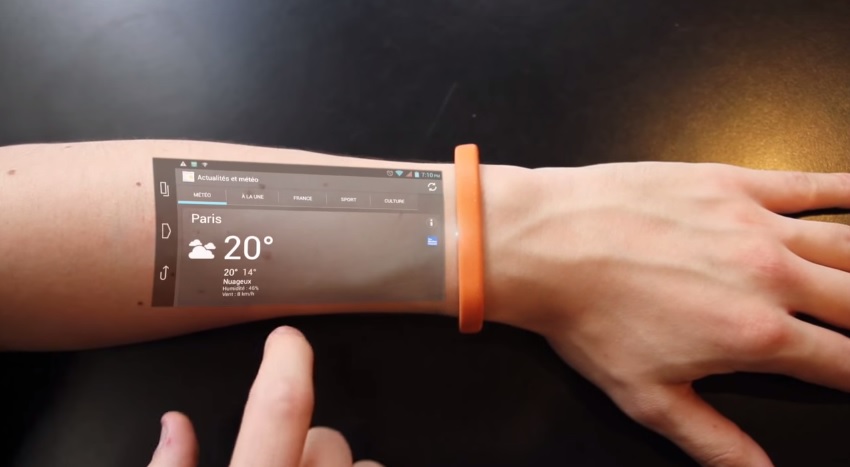 7:10 PM
Actualités et météo
MÉTÉO À LA UNE FRANCE SPORT CULTURE
Paris
20°
20° 14°
Nuageux
Humidité : 46%
Vent : 8 km/h